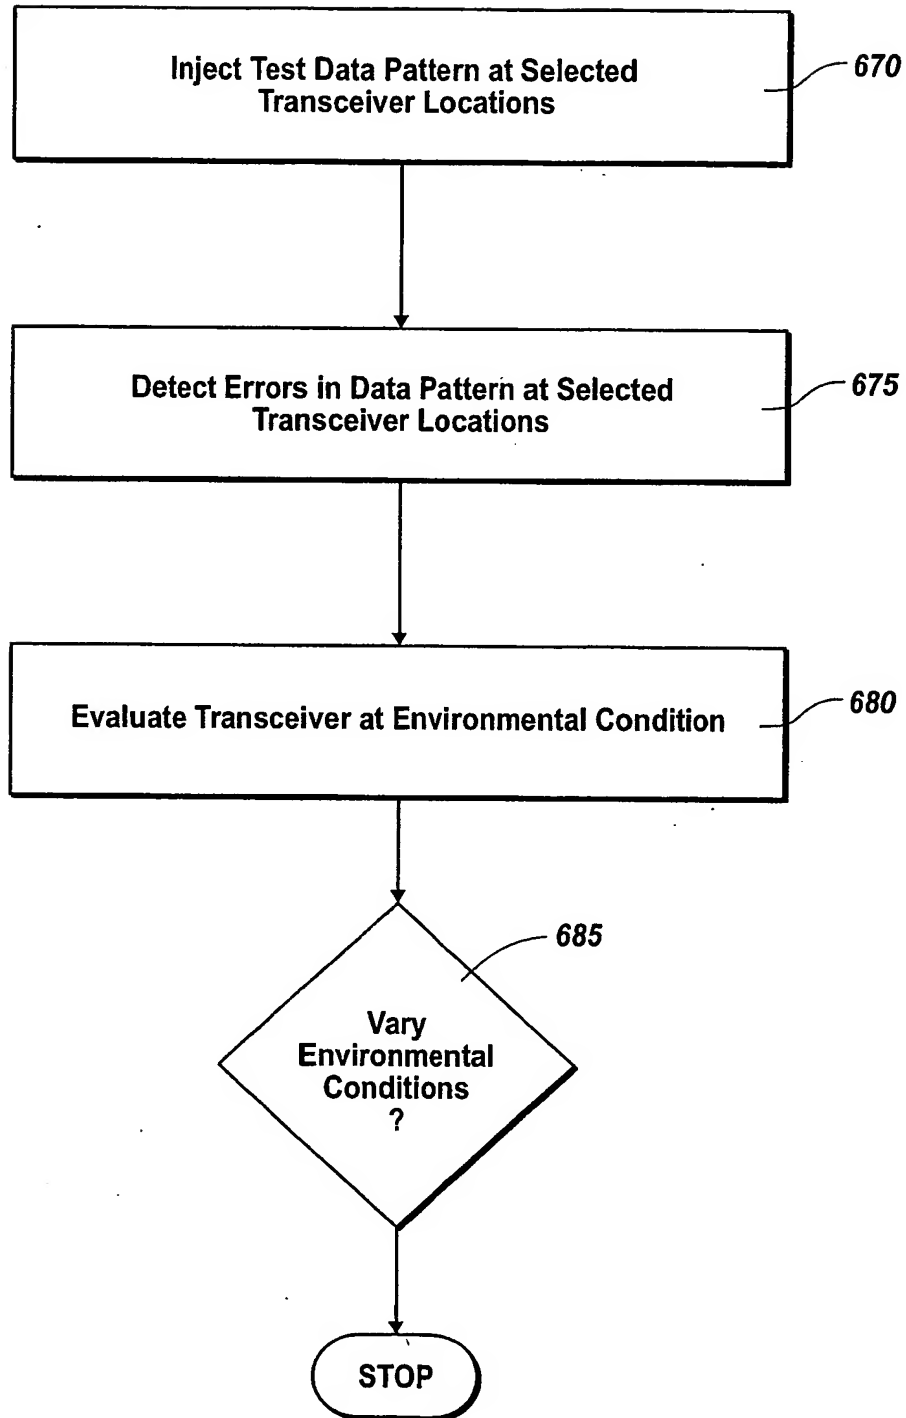 Inject Test Data Pattern at Selected
Transceiver Locations
670
Detect Errors in Data Pattern at Selected
Transceiver Locations
675
Evaluate Transceiver at Environmental Condition
680
685
Vary
Environmental
Conditions
?
STOP